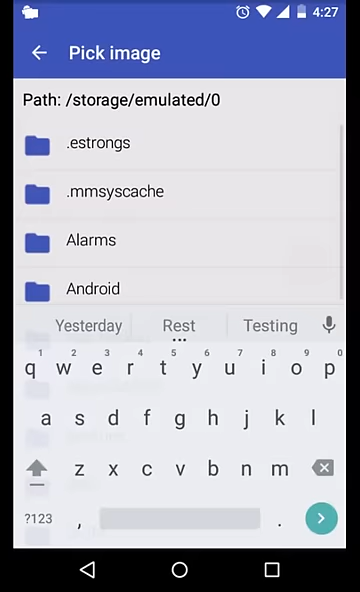 4:27
Pick image
Path: /storage/emulated/0
.estrongs
.mmsyscache
Alarms
Android
Yesterday Rest Testing
1 2 3 4 5 6 7 8 9 0
q w e r t y u i o p
a s d f g h j k l
z x c v b n m
?123 , .